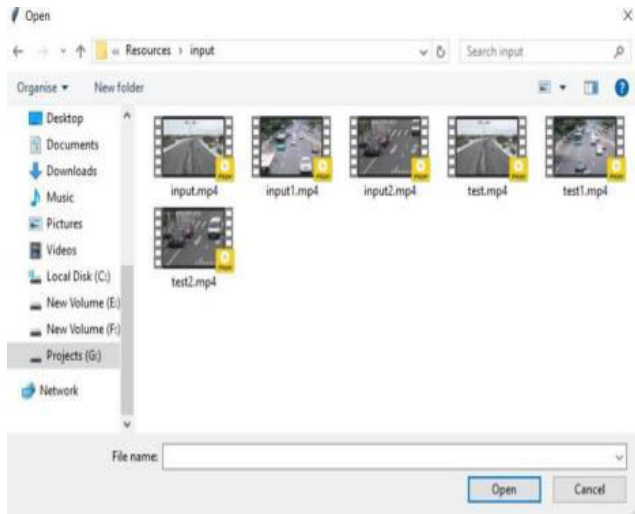 Open
« Resources › input
Search input
Organise
New folder
Desktop
Documents
Downloads
Music
Pictures
Videos
Local Disk (C:)
New Volume (E:)
New Volume (F:)
Projects (G:)
Network
input.mp4
input1.mp4
input2.mp4
test.mp4
test1.mp4
test2.mp4
File name:
Open
Cancel